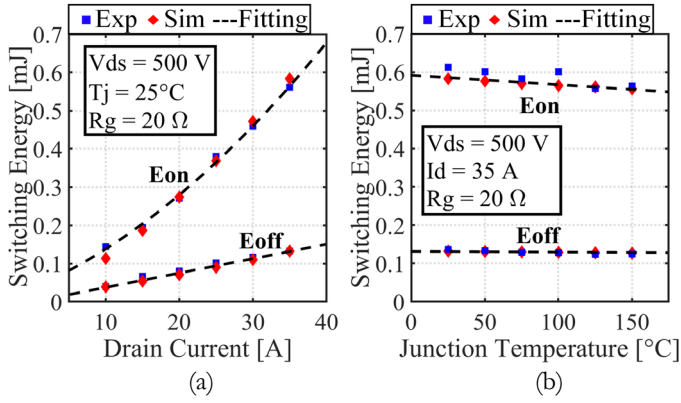 Exp Sim Fitting
Switching Energy [mJ]
0.7
0.6
0.5
0.4
0.3
0.2
0.1
0
Vds = 500 V
Tj = 25°C
Rg = 20 Ω
Eon
Eoff
10 20 30 40
Drain Current [A]
(a)
Exp Sim Fitting
Switching Energy [mJ]
0.7
0.6
0.5
0.4
0.3
0.2
0.1
0
Eon
Vds = 500 V
Id = 35 A
Rg = 20 Ω
Eoff
0 50 100 150
Junction Temperature [°C]
(b)